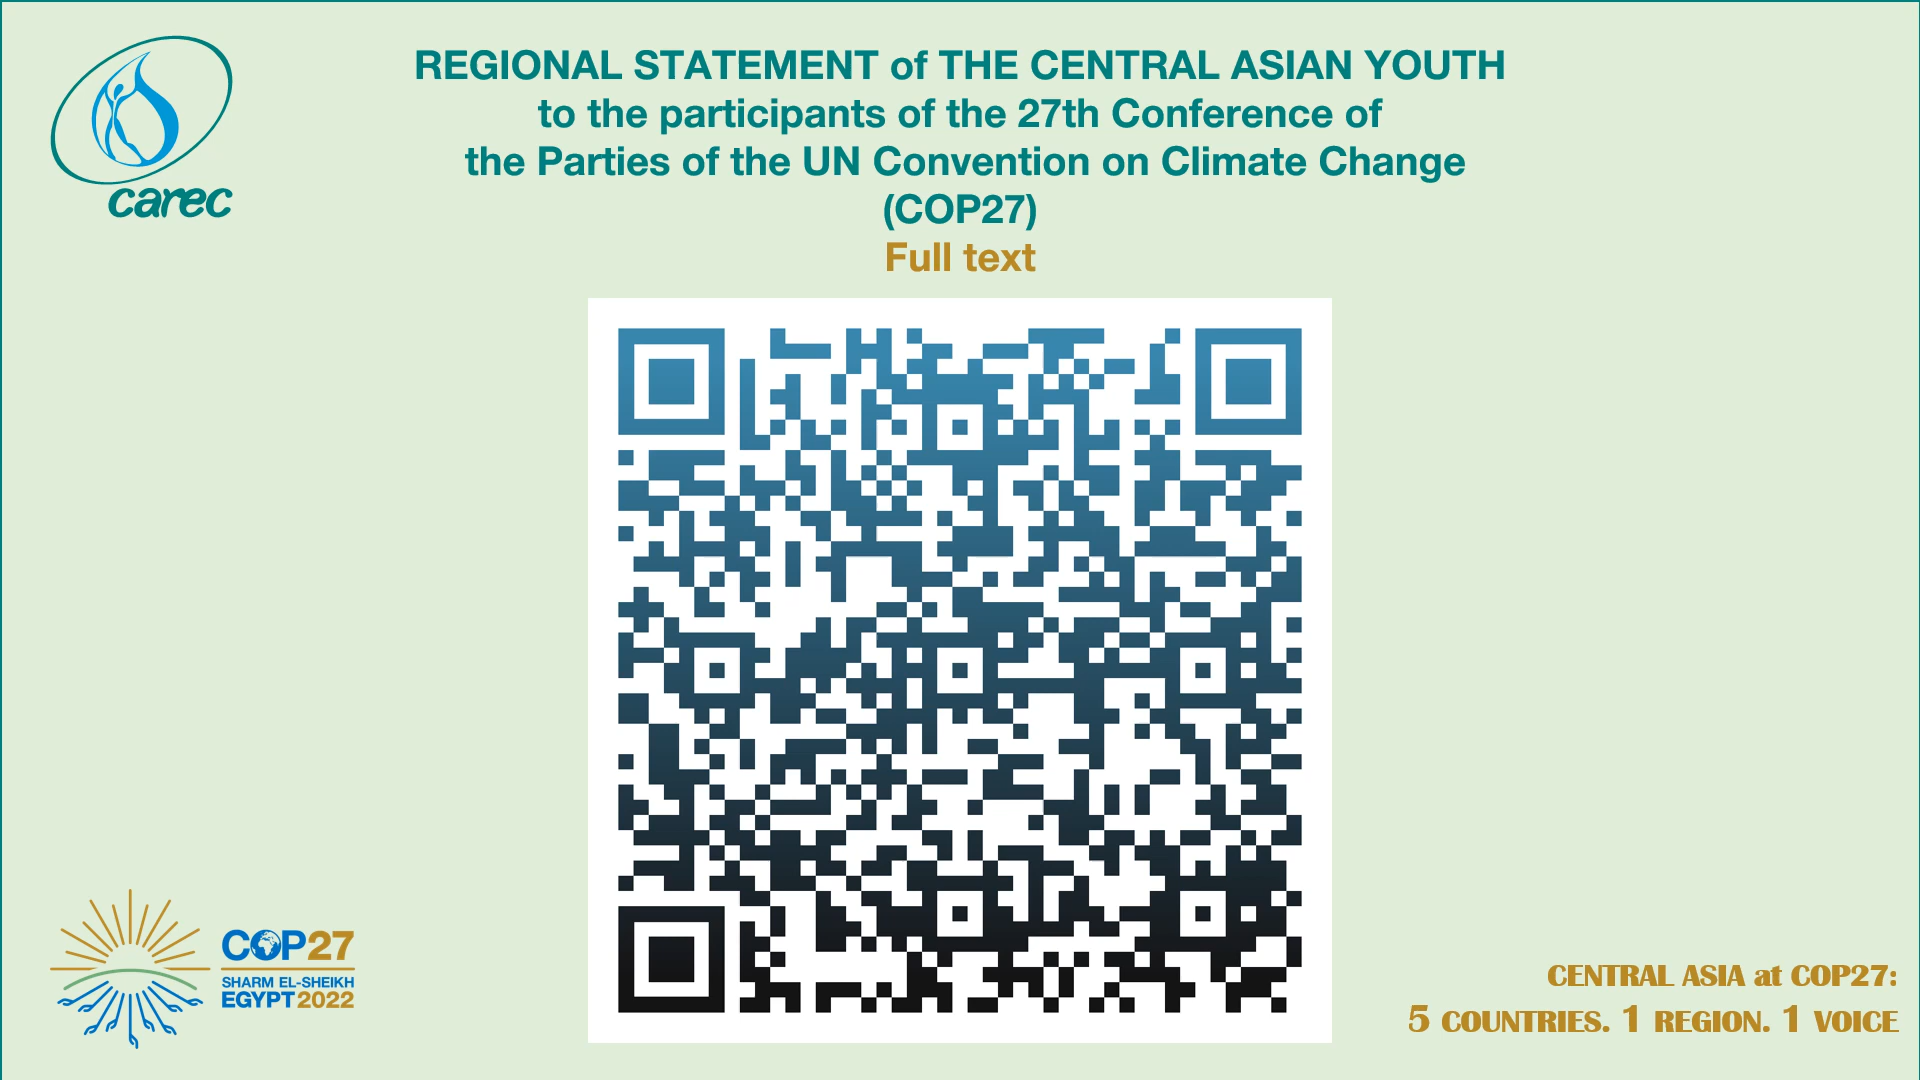 carec
REGIONAL STATEMENT of THE CENTRAL ASIAN YOUTH
to the participants of the 27th Conference of
the Parties of the UN Convention on Climate Change
(COP27)
Full text
COP27
SHARM EL-SHEIKH
EGYPT 2022
CENTRAL ASIA at COP27:
5 COUNTRIES. 1 REGION. 1 VOICE